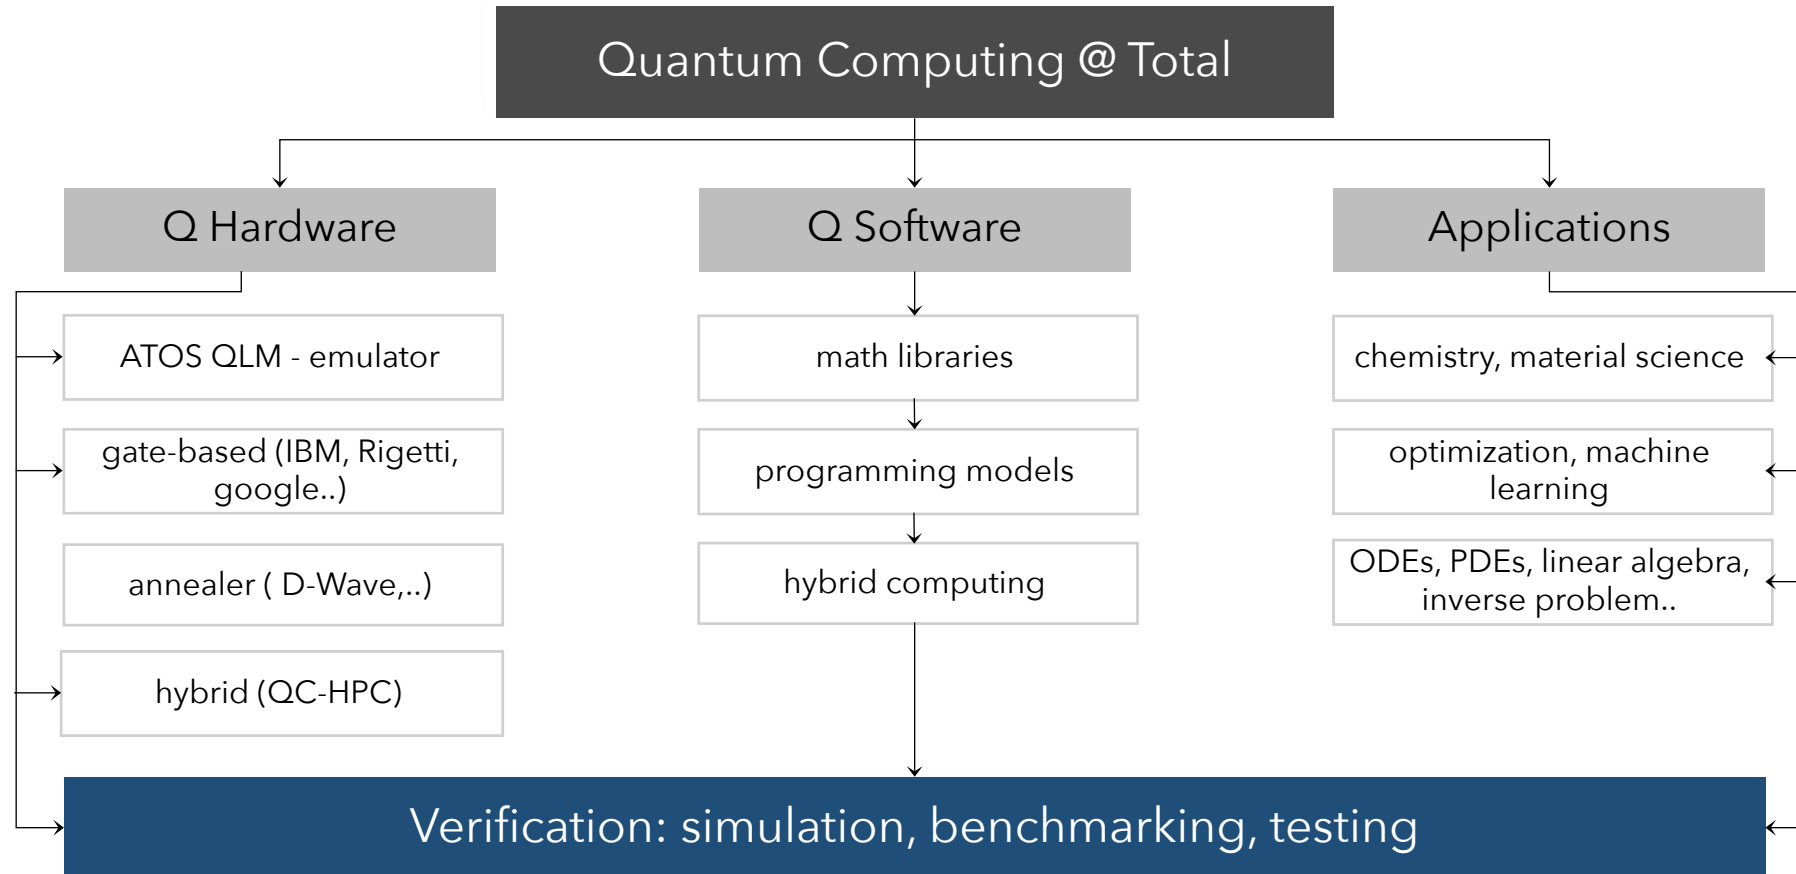 Quantum Computing @ Total
Q Hardware
Q Software
Applications
ATOS QLM - emulator
math libraries
chemistry, material science
gate-based (IBM, Rigetti,
google..)
programming models
optimization, machine
learning
annealer ( D-Wave,..)
hybrid computing
ODEs, PDEs, linear algebra,
inverse problem..
hybrid (QC-HPC)
Verification: simulation, benchmarking, testing